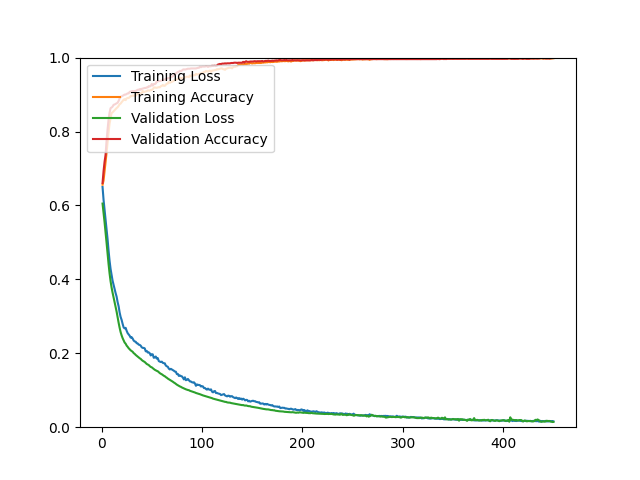 1.0
0.8
0.6
0.4
0.2
0.0
Training Loss
Training Accuracy
Validation Loss
Validation Accuracy
0 100 200 300 400